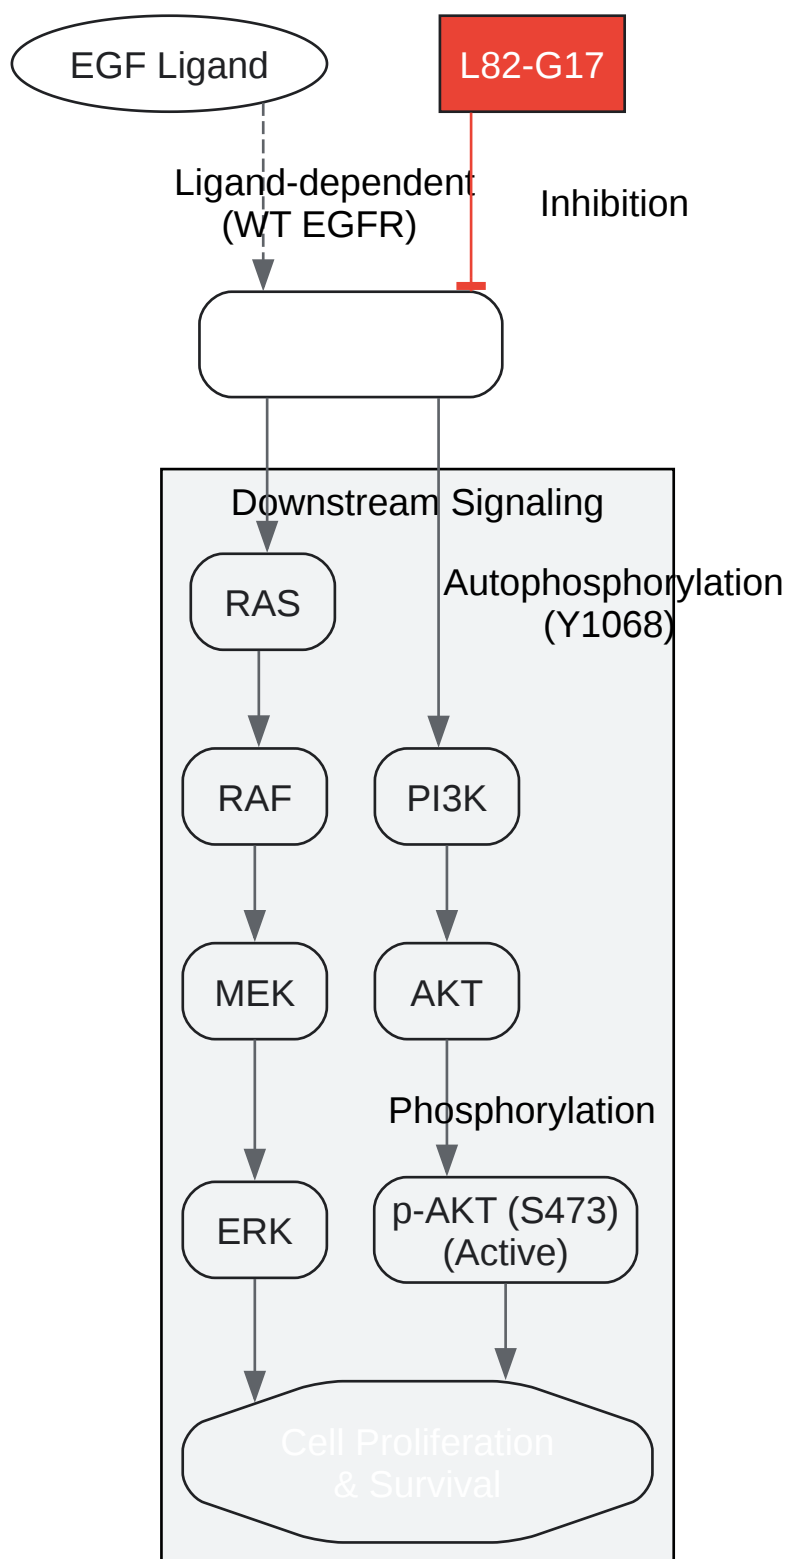 EGF Ligand
L82-G17
Ligand-dependent
(WT EGFR)
Inhibition
Downstream Signaling
Autophosphorylation
(Y1068)
RAS
RAF
PI3K
MEK
AKT
Phosphorylation
ERK
p-AKT (S473)
(Active)
Cell Proliferation
& Survival